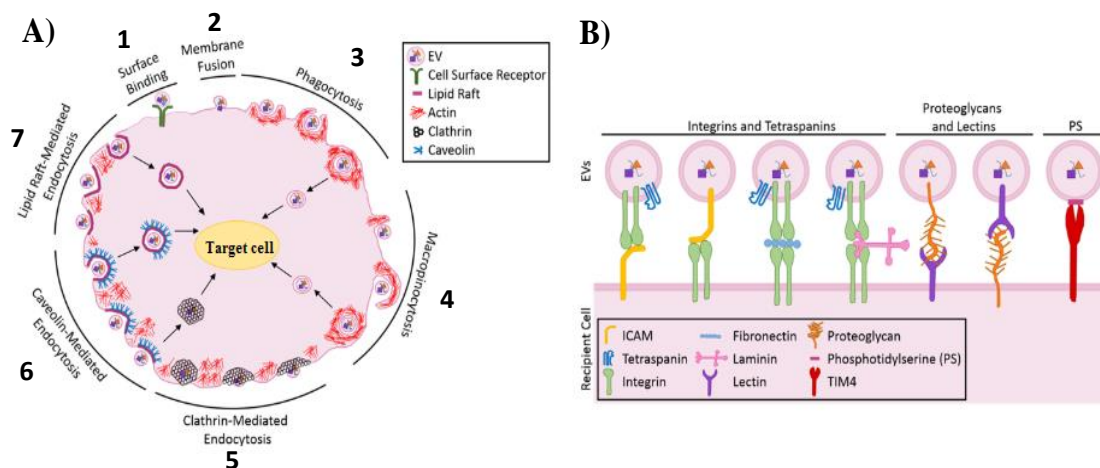 A)
1
Surface
Binding
2
Membrane
Fusion
3
Phagocytosis
EV
Cell Surface Receptor
Lipid Raft
Actin
Clathrin
Caveolin
7
Lipid Raft-Mediated
Endocytosis
Target cell
Macropinocytosis
4
Caveolin-Mediated
Endocytosis
6
Clathrin-Mediated
Endocytosis
5
B)
Integrins and Tetraspanins
Proteoglycans
and Lectins
PS
EVs
Recipient Cell
ICAM
Fibronectin
Proteoglycan
Tetraspanin
Laminin
Phosphotidylserine (PS)
Integrin
Lectin
TIM4